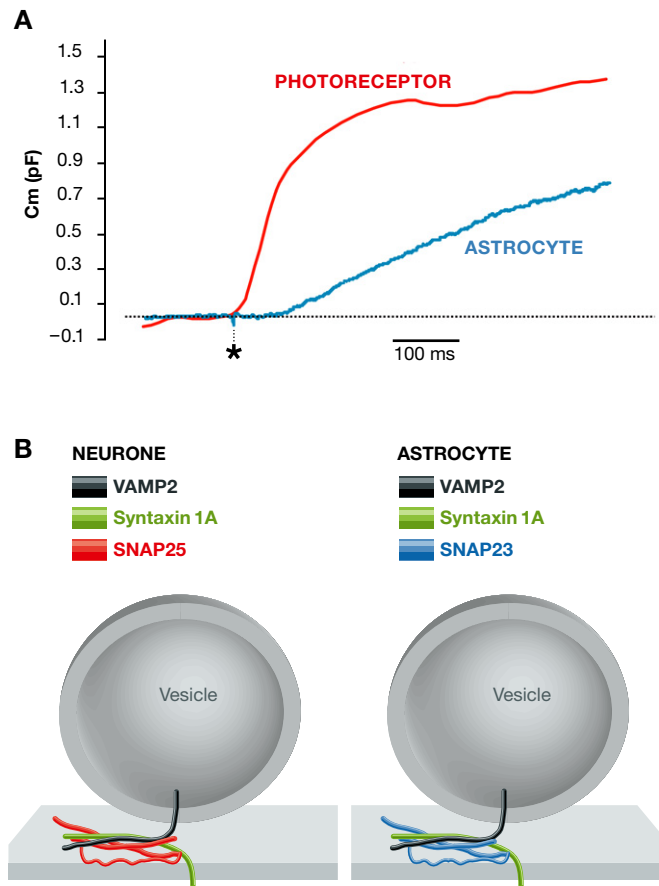 A
1.5
1.3
1.1
0.9
0.7
0.5
0.3
0.1
−0.1
Cm (pF)
PHOTORECEPTOR
ASTROCYTE
*
100 ms
B
NEURONE
VAMP2
Syntaxin 1A
SNAP25
ASTROCYTE
VAMP2
Syntaxin 1A
SNAP23
Vesicle
Vesicle